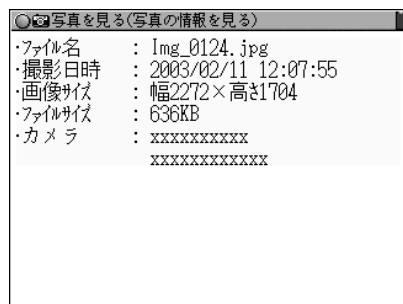 写真を見る(写真の情報を見る)
・ファイル名 : Img_0124.jpg
・撮影日時 : 2003/02/11 12:07:55
・画像サイズ : 幅2272×高さ1704
・ファイルサイズ : 636KB
・カメラ : xxxxxxxxxx
xxxxxxxxxxxx